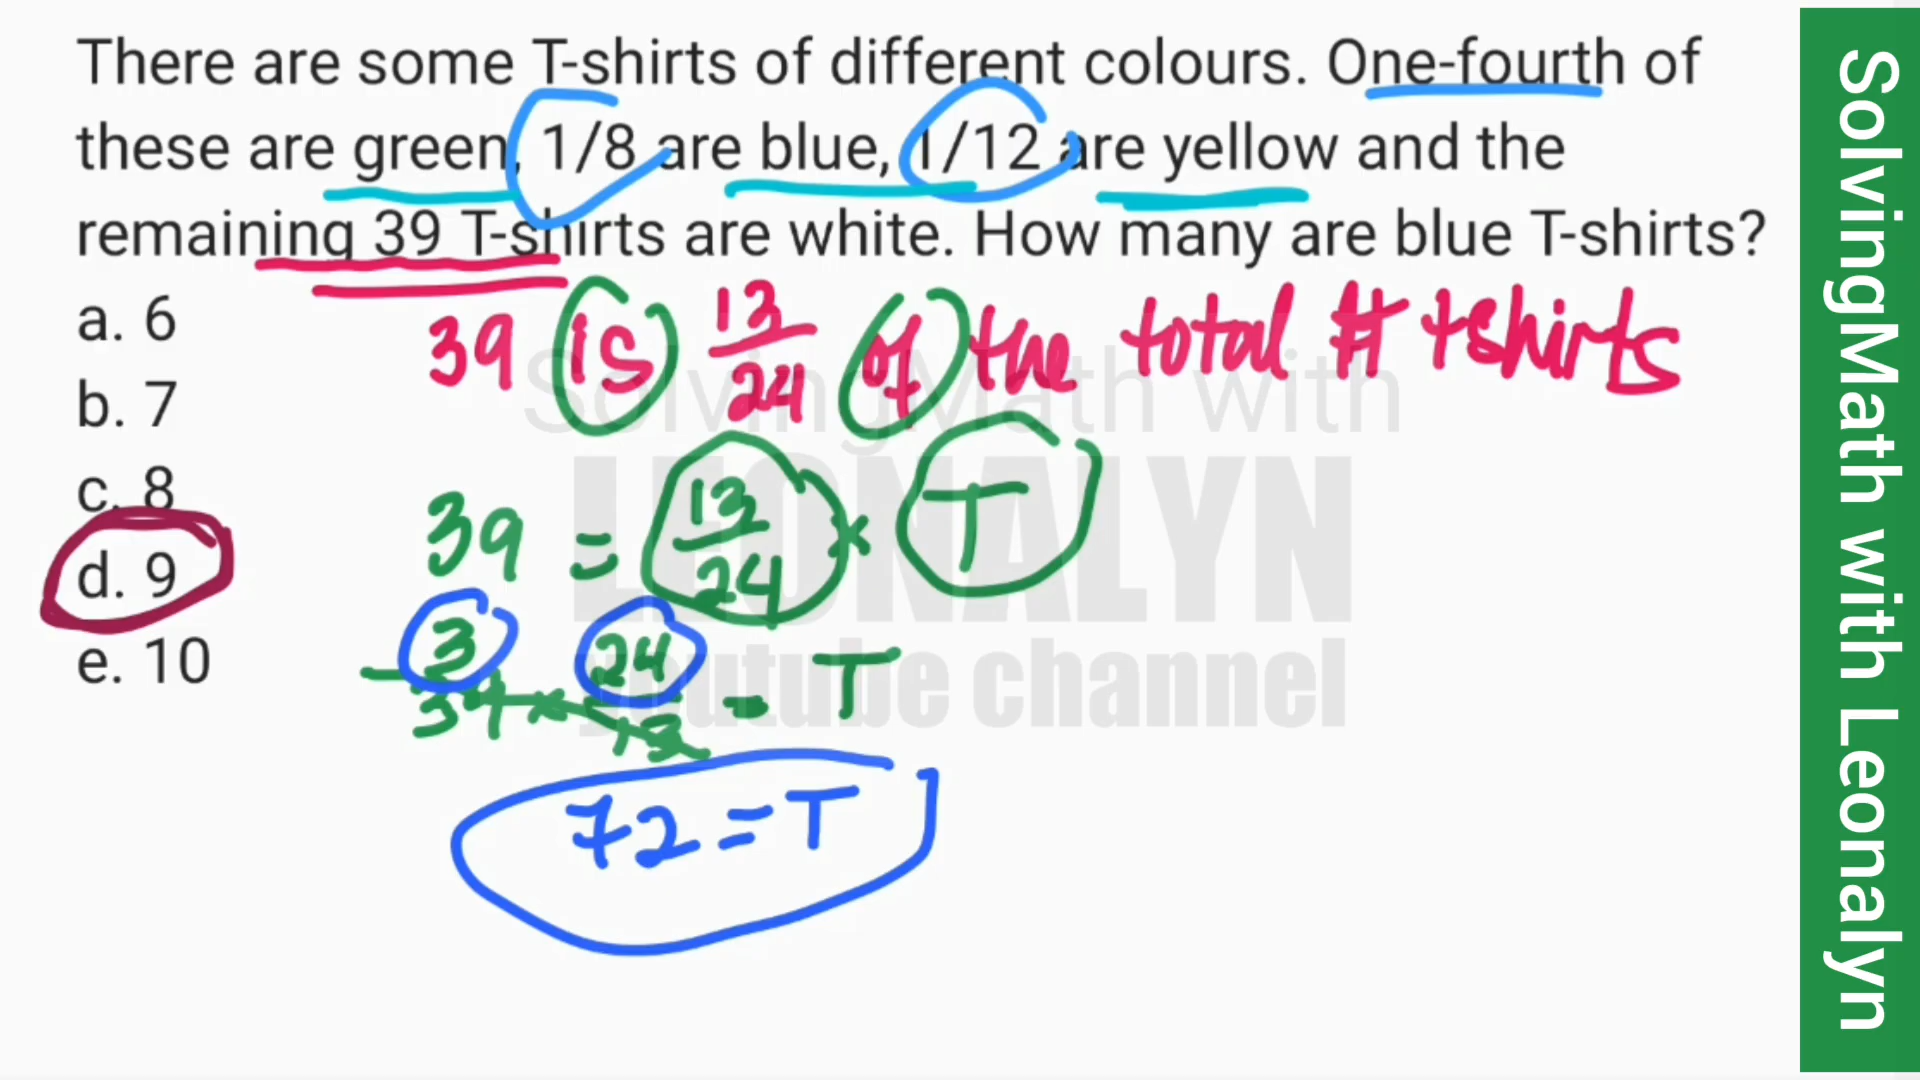 There are some T-shirts of different colours. One-fourth of
these are green, 1/8 are blue, 1/12 are yellow and the
remaining 39 T-shirts are white. How many are blue T-shirts?
a. 6
b. 7
c. 8
d. 9
e. 10
39 is 13/24 of the total # tshirts
39 = 13/24 × T
3
39 × 24/13 = T
72 = T
SolvingMath with
LEONALYN
youtube channel
SolvingMath with Leonalyn